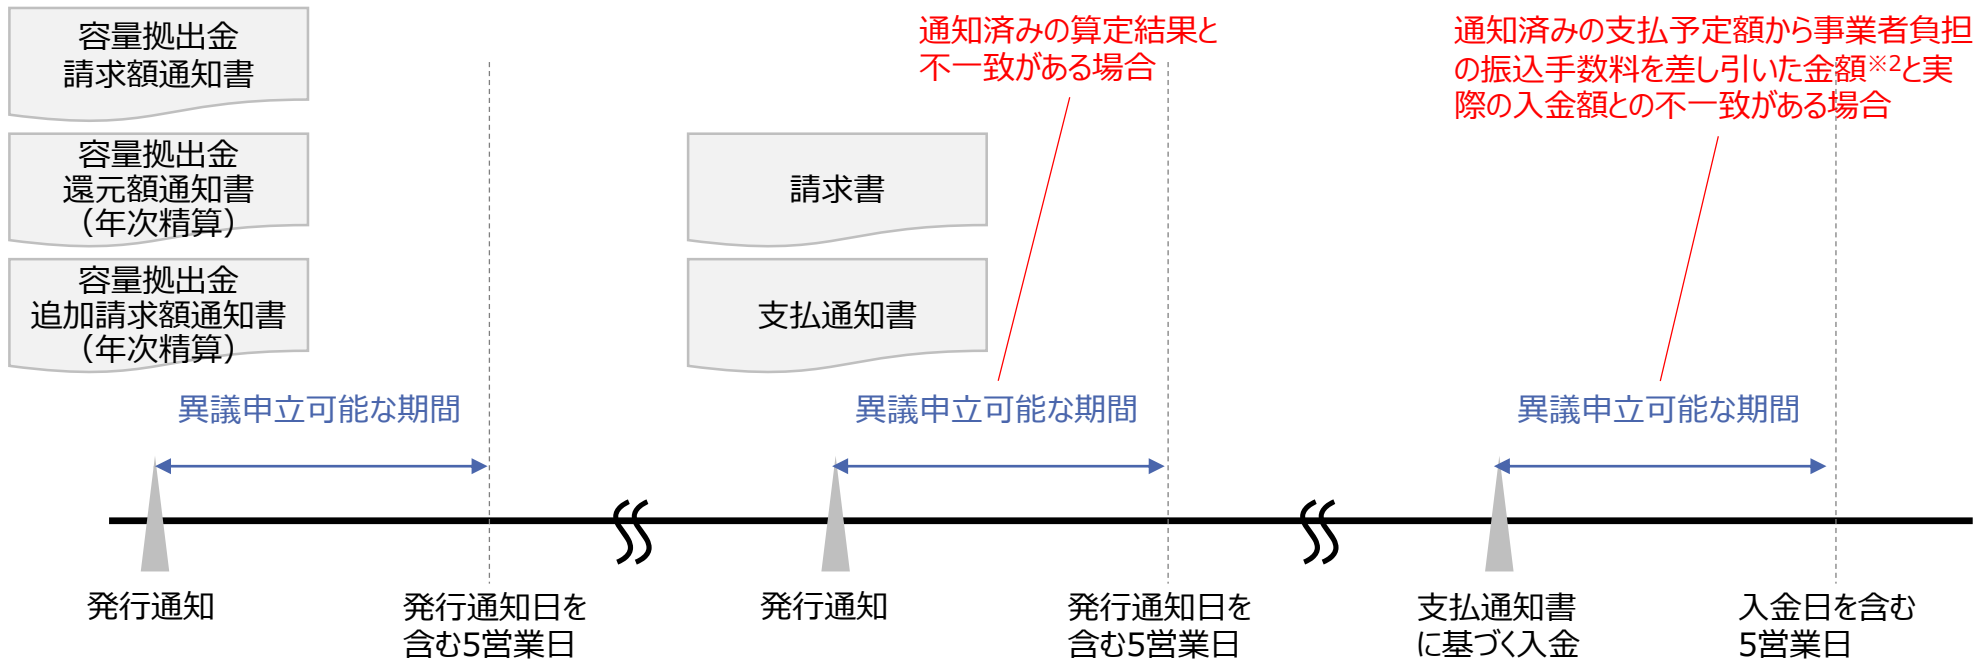 容量拠出金
請求額通知書
容量拠出金
還元額通知書
（年次精算）
容量拠出金
追加請求額通知書
（年次精算）
請求書
支払通知書
通知済みの算定結果と
不一致がある場合
通知済みの支払予定額から事業者負担
の振込手数料を差し引いた金額※2と実
際の入金額との不一致がある場合
異議申立可能な期間
異議申立可能な期間
異議申立可能な期間
発行通知
発行通知日を
含む5営業日
発行通知
発行通知日を
含む5営業日
支払通知書
に基づく入金
入金日を含む
5営業日